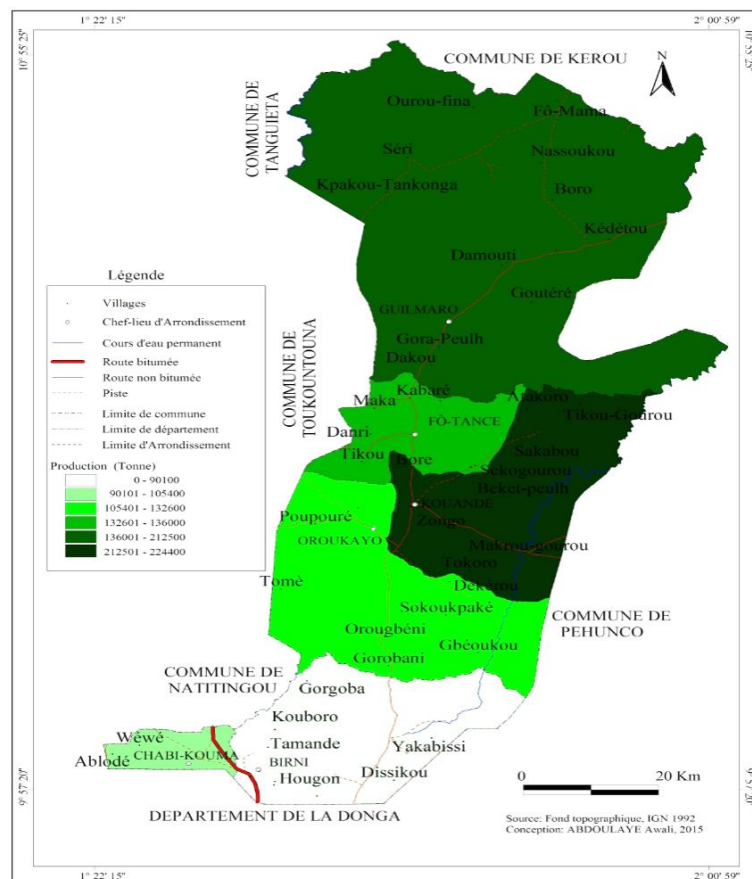 1° 22'15"
2° 00'59"
10° 55'25"
COMMUNE DE KEROU
N
COMMUNE DE
TANGUIETA
Ourou-fina
Fô-Mama
Séri
Nassoukou
Kpakou-Tankonga
Boro
Kédétou
Damouti
Goutéré
Légende
Villages
Chef-lieu d'Arrondissement
Cours d'eau permanent
Route bitumée
Route non bitumée
Piste
Limite de commune
Limite de département
Limite d'Arrondissement
Production (Tonne)
0 - 90100
90101 - 105400
105401 - 132600
132601 - 136000
136001 - 212500
212501 - 224400
GUILMARO
Gora-Peulh
Dakou
COMMUNE DE
TOUKOUNTOUNA
Kabaré
Maka
Atakoro
Tikou-Gourou
FÔ-TANCE
Danri
Tikou
Bore
Sakabou
Sekogourou
Beket-peulh
KOUANDE
Zongo
Poupouré
OROUKAYO
Makrou-gourou
Tokoro
Tomè
Dekérou
Sokoukpaké
COMMUNE DE
PEHUNCO
Orougbéni
Gbéoukou
Gorobani
COMMUNE DE
NATITINGOU
Gorgoba
Kouboro
Wéwé
Tamande
Yakabissi
CHABI-KOUMA
Ablodé
BIRNI
Hougon
Dissikou
0
20 Km
9° 57'20"
9° 57'20"
DEPARTEMENT DE LA DONGA
Source: Fond topographique, IGN 1992
Conception: ABDOULAYE Awali, 2015
1° 22'15"
2° 00'59"